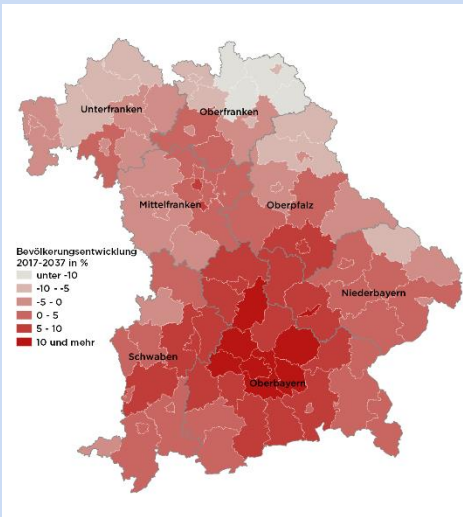 Unterfranken
Oberfranken
Mittelfranken
Oberpfalz
Bevölkerungsentwicklung
2017-2037 in %
unter -10
-10 - -5
-5 - 0
0 - 5
5 - 10
10 und mehr
Niederbayern
Schwaben
Oberbayern